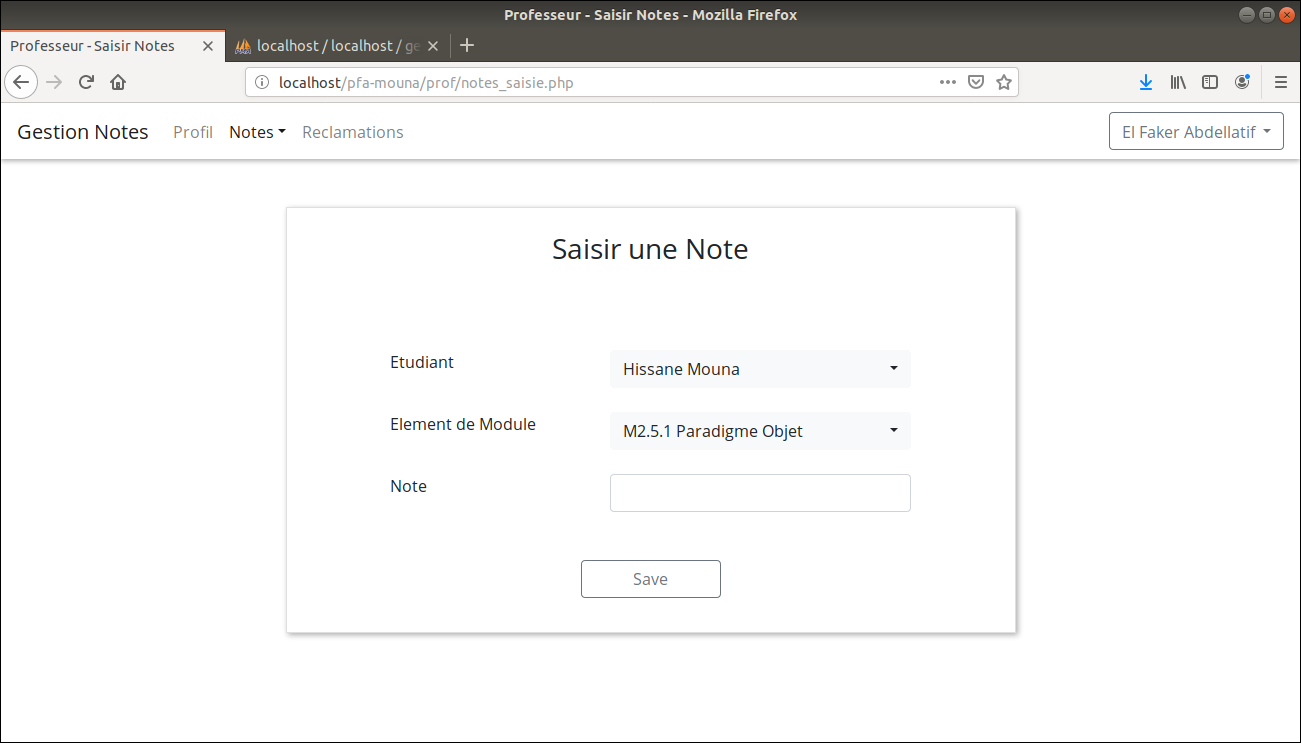 Professeur - Saisir Notes - Mozilla Firefox
Professeur - Saisir Notes
localhost / localhost / ge
localhost/pfa-mouna/prof/notes_saisie.php
Gestion Notes Profil Notes Reclamations El Faker Abdellatif
Saisir une Note
Etudiant Hissane Mouna
Element de Module M2.5.1 Paradigme Objet
Note
Save